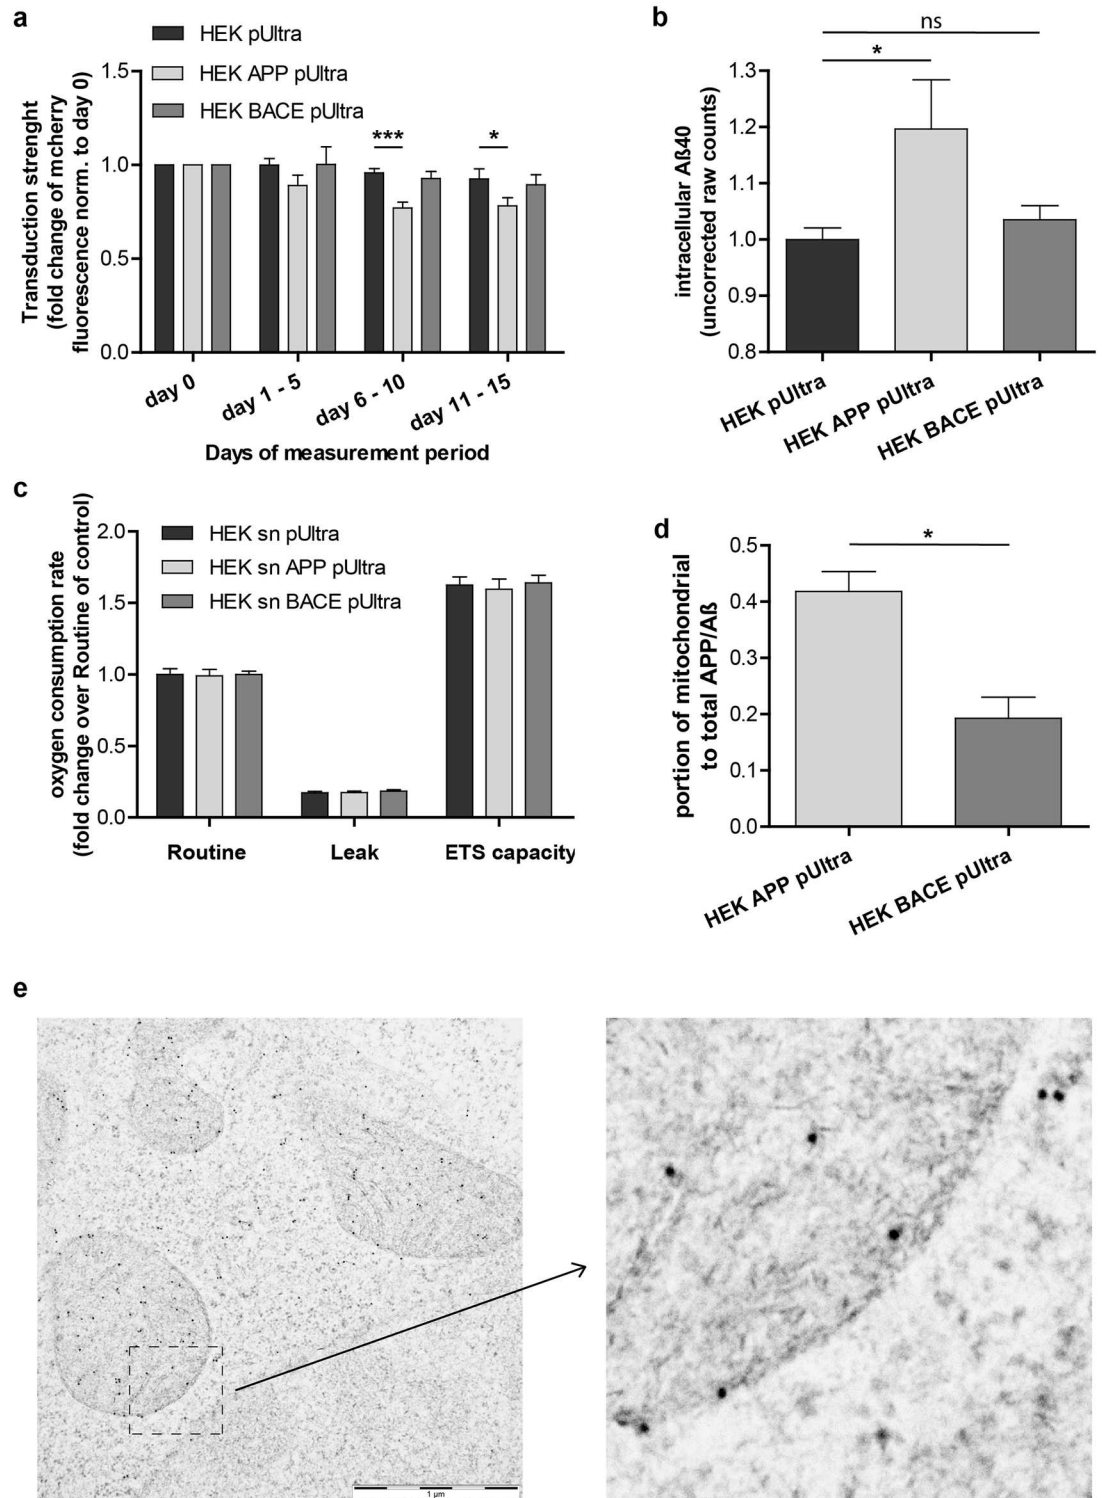 a
HEK pUltra
HEK APP pUltra
HEK BACE pUltra
Transduction strenght
(fold change of mcherry
fluorescence norm. to day 0)
1.5
1.0
0.5
0.0
***
*
day 0
day 1 - 5
day 6 - 10
day 11 - 15
Days of measurement period
b
ns
*
intracellular Aß40
(uncorrected raw counts)
1.3
1.2
1.1
1.0
0.9
0.8
HEK pUltra
HEK APP pUltra
HEK BACE pUltra
c
HEK sn pUltra
HEK sn APP pUltra
HEK sn BACE pUltra
oxygen consumption rate
(fold change over Routine of control)
2.0
1.5
1.0
0.5
0.0
Routine
Leak
ETS capacity
d
*
portion of mitochondrial
to total APP/Aß
0.5
0.4
0.3
0.2
0.1
0.0
HEK APP pUltra
HEK BACE pUltra
e
1 µm